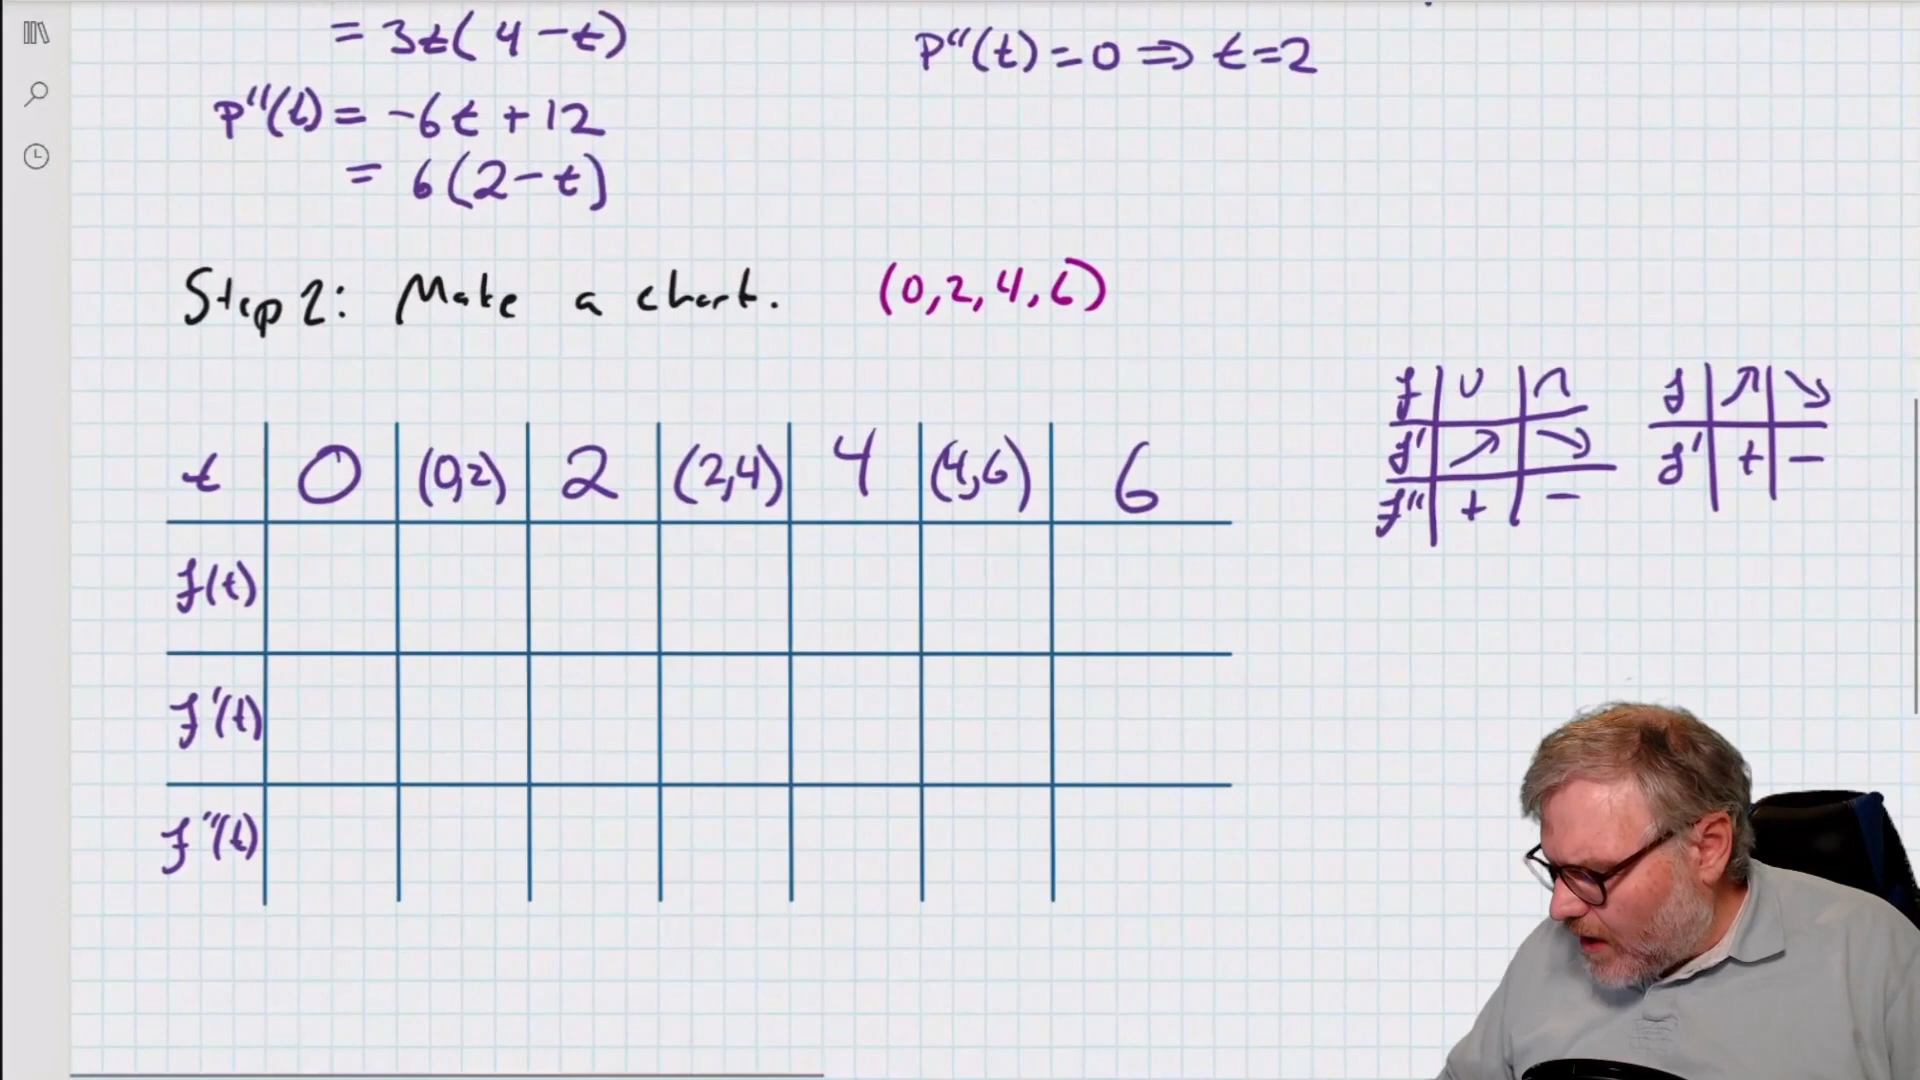 = 3t(4-t)
P''(t)=0 ⇒ t=2
P''(t) = -6t+12
= 6(2-t)
Step 2: Make a chart. (0,2,4,6)
f | ∪ | ∩
f' | ↗ | ↘
f'' | + | -
f | ↗ | ↘
f' | + | -
t | 0 | (0,2) | 2 | (2,4) | 4 | (4,6) | 6
f(t)
f'(t)
f''(t)